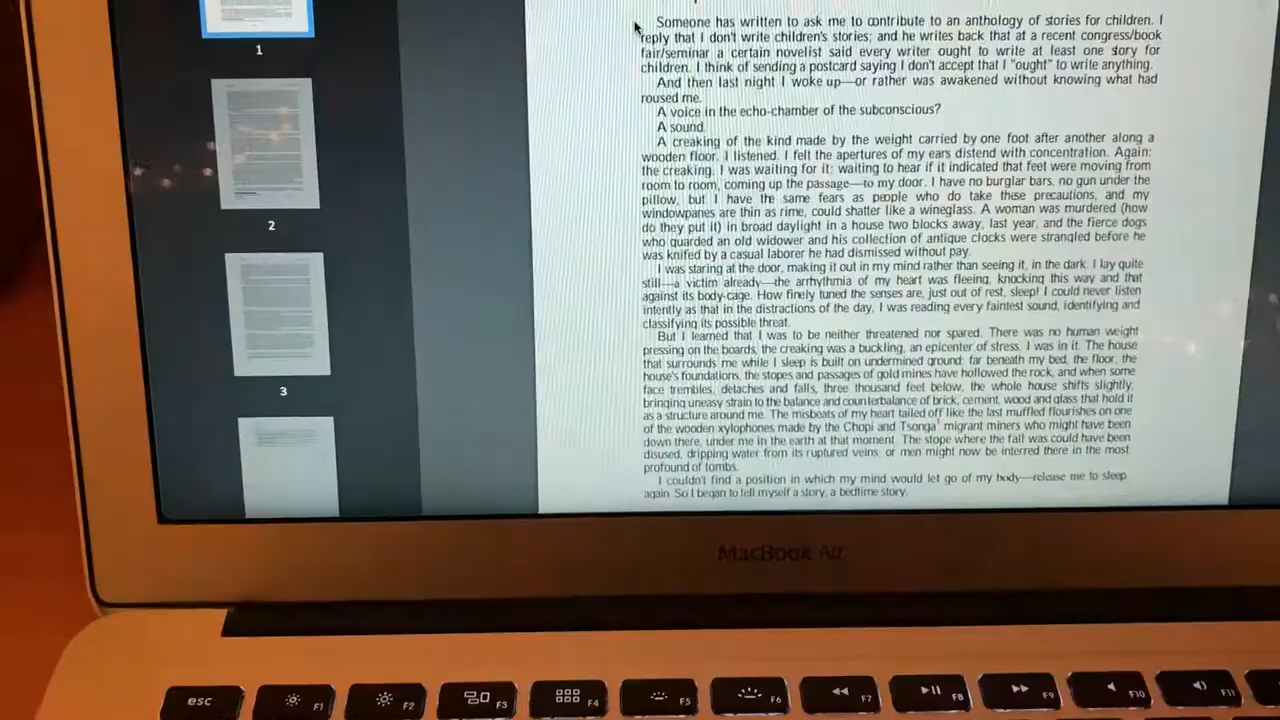 Someone has written to ask me to contribute to an anthology of stories for children. I
reply that I don't write children's stories; and he writes back that at a recent congress/book
fair/seminar a certain novelist said every writer ought to write at least one story for
children. I think of sending a postcard saying I don't accept that I "ought" to write anything.
And then last night I woke up—or rather was awakened without knowing what had
roused me.
A voice in the echo-chamber of the subconscious?
A sound.
A creaking of the kind made by the weight carried by one foot after another along a
wooden floor. I listened. I felt the apertures of my ears distend with concentration. Again:
the creaking. I was waiting for it: waiting to hear if it indicated that feet were moving from
room to room, coming up the passage—to my door. I have no burglar bars, no gun under the
pillow, but I have the same fears as people who do take these precautions, and my
windowpanes are thin as rime, could shatter like a wineglass. A woman was murdered (how
do they put it) in broad daylight in a house two blocks away, last year, and the fierce dogs
who guarded an old widower and his collection of antique clocks were strangled before he
was knifed by a casual laborer he had dismissed without pay.
I was staring at the door, making it out in my mind rather than seeing it, in the dark. I lay quite
still—a victim already—the arrhythmia of my heart was fleeing, knocking this way and that
against its body-cage. How finely tuned the senses are, just out of rest, sleep! I could never listen
intently as that in the distractions of the day, I was reading every faintest sound, identifying and
classifying its possible threat.
But I learned that I was to be neither threatened nor spared. There was no human weight
pressing on the boards, the creaking was a buckling, an epicenter of stress. I was in it. The house
that surrounds me while I sleep is built on undermined ground; far beneath my bed, the floor, the
house's foundations, the stopes and passages of gold mines have hollowed the rock, and when some
face trembles, detaches and falls, three thousand feet below, the whole house shifts slightly,
bringing uneasy strain to the balance and counterbalance of brick, cement, wood and glass that hold it
as a structure around me. The misbeats of my heart tailed off like the last muffled flourishes on one
of the wooden xylophones made by the Chopi and Tsonga¹ migrant miners who might have been
down there, under me in the earth at that moment. The stope where the fall was could have been
disused, dripping water from its ruptured veins; or men might now be interred there in the most
profound of tombs.
I couldn't find a position in which my mind would let go of my body—release me to sleep
again. So I began to tell myself a story, a bedtime story.
1
2
3
MacBook Air
esc
F1
F2
F3
F4
F5
F6
F7
F8
F9
F10
F11